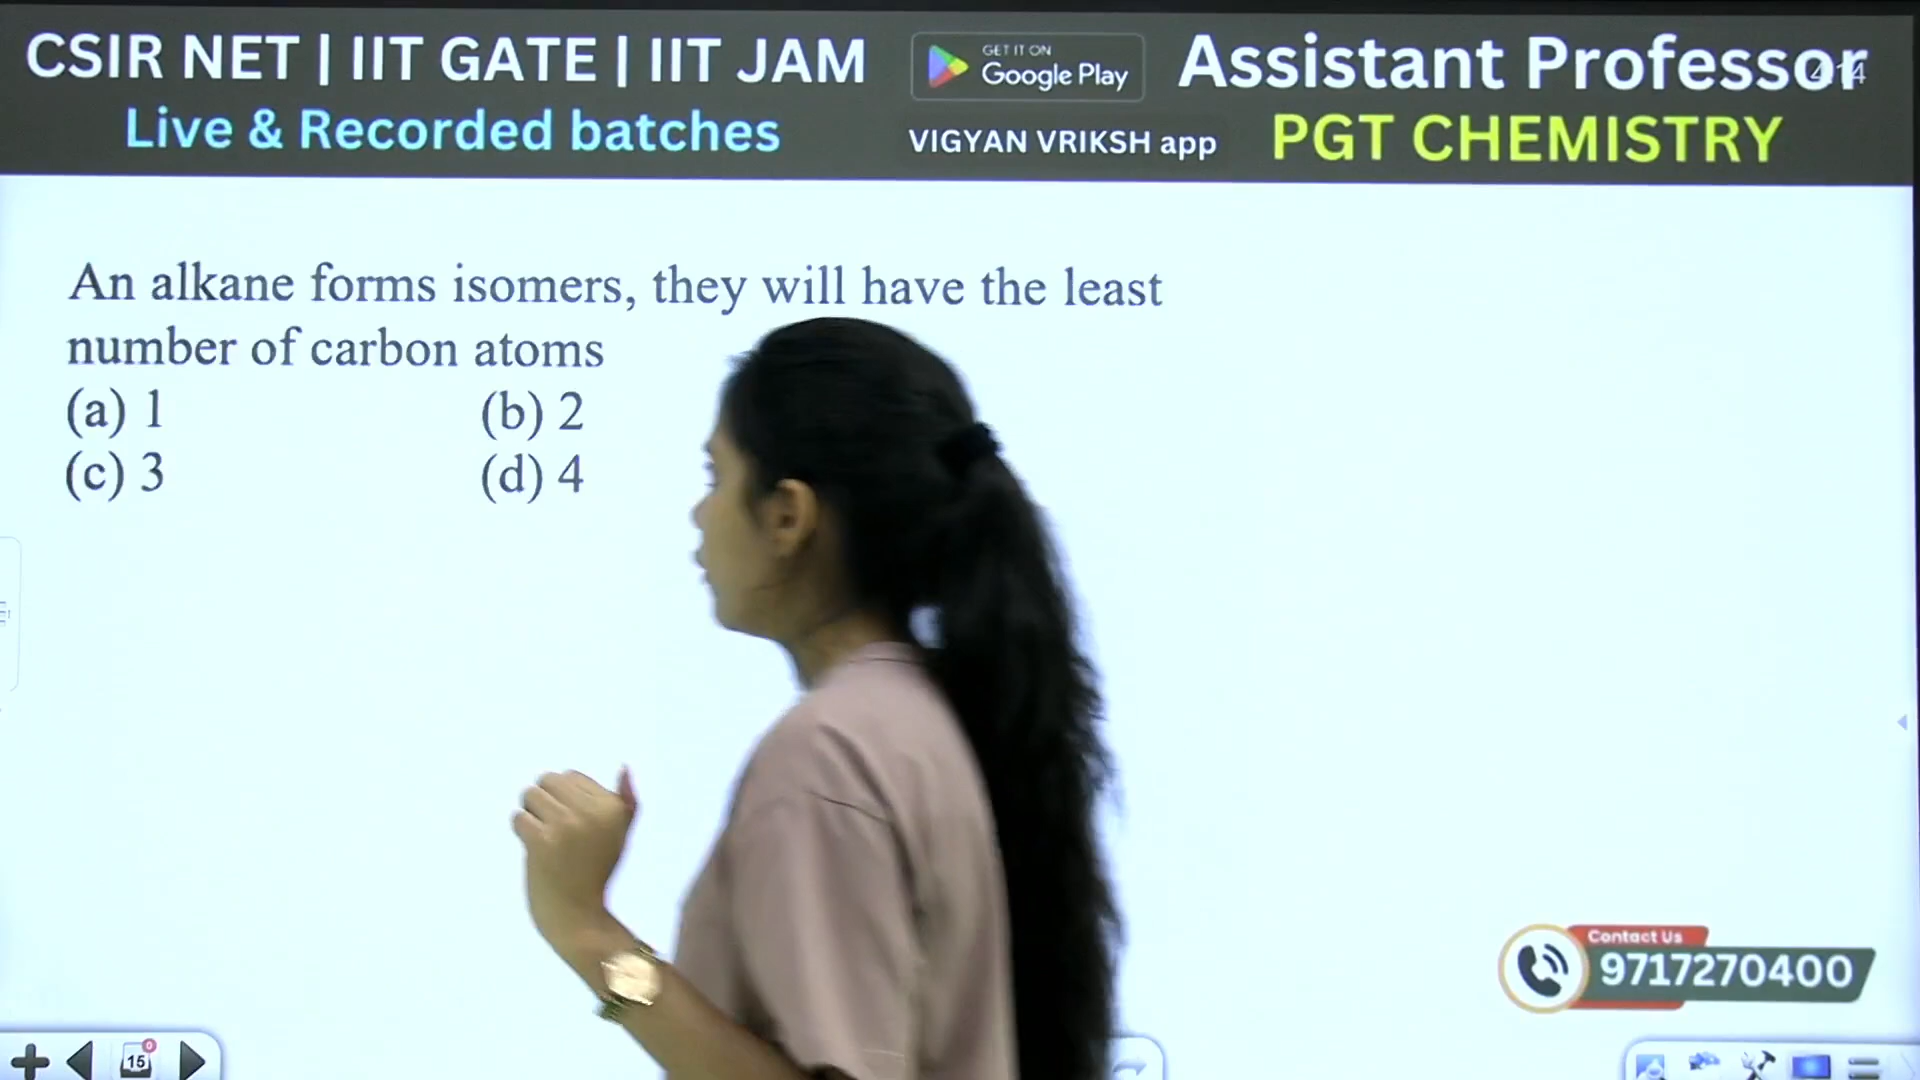 CSIR NET | IIT GATE | IIT JAM
Live & Recorded batches
GET IT ON
Google Play
VIGYAN VRIKSH app
Assistant Professor
PGT CHEMISTRY
An alkane forms isomers, they will have the least
number of carbon atoms
(a) 1 (b) 2
(c) 3 (d) 4
Contact Us
9717270400
15
0